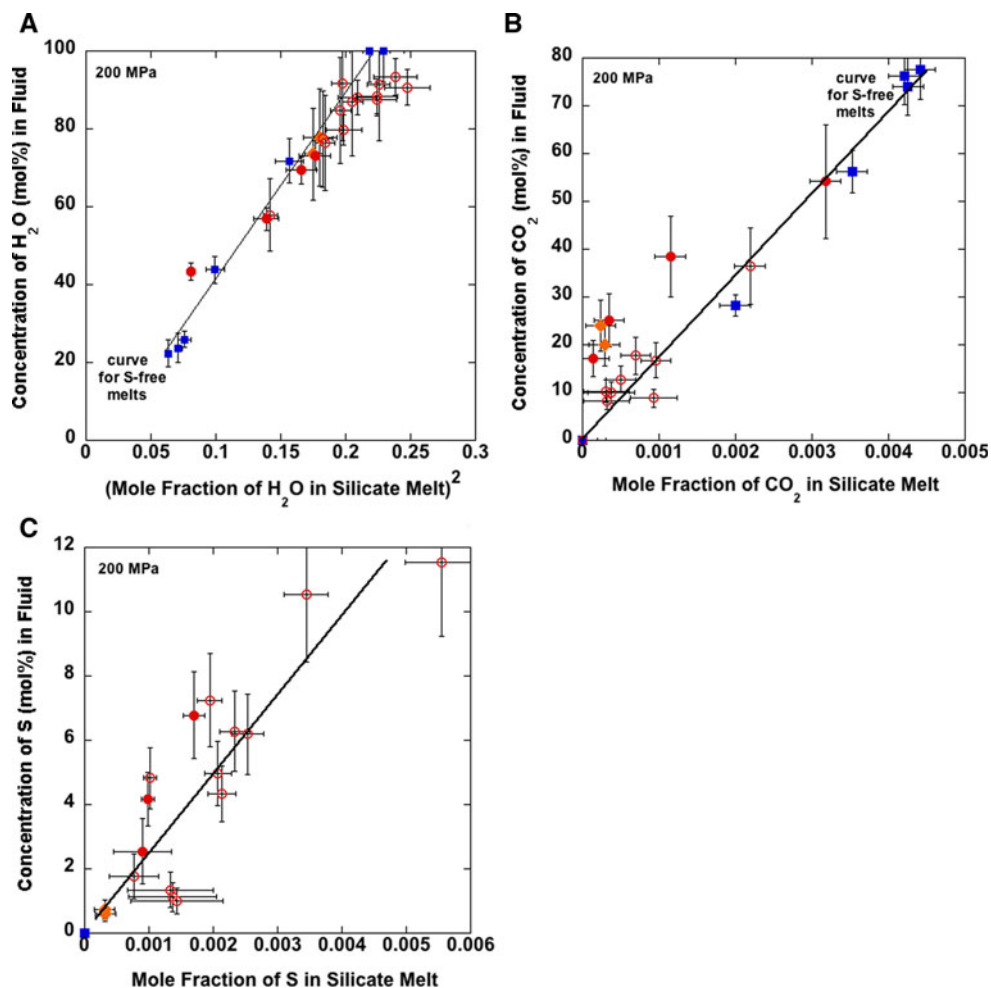 A
Concentration of H2O (mol%) in Fluid
100
80
60
40
20
0
200 MPa
curve
for S-free
melts
0.05
0.1
0.15
0.2
0.25
0.3
(Mole Fraction of H2O in Silicate Melt)2
B
Concentration of CO2 (mol%) in Fluid
80
70
60
50
40
30
20
10
0
200 MPa
curve
for S-free
melts
0
0.001
0.002
0.003
0.004
0.005
Mole Fraction of CO2 in Silicate Melt
C
Concentration of S (mol%) in Fluid
12
10
8
6
4
2
0
200 MPa
0
0.001
0.002
0.003
0.004
0.005
0.006
Mole Fraction of S in Silicate Melt